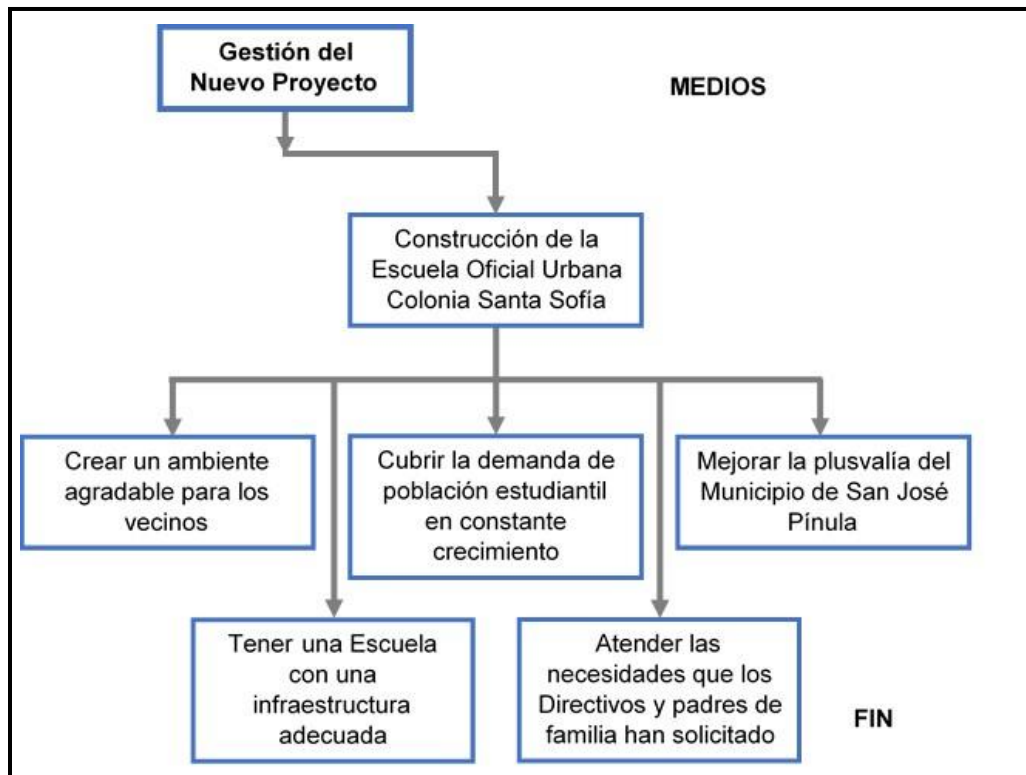 Gestión del
Nuevo Proyecto
MEDIOS
Construcción de la
Escuela Oficial Urbana
Colonia Santa Sofía
Crear un ambiente
agradable para los
vecinos
Cubrir la demanda de
población estudiantil
en constante
crecimiento
Mejorar la plusvalía del
Municipio de San José
Pínula
Tener una Escuela
con una
infraestructura
adecuada
Atender las
necesidades que los
Directivos y padres de
familia han solicitado
FIN